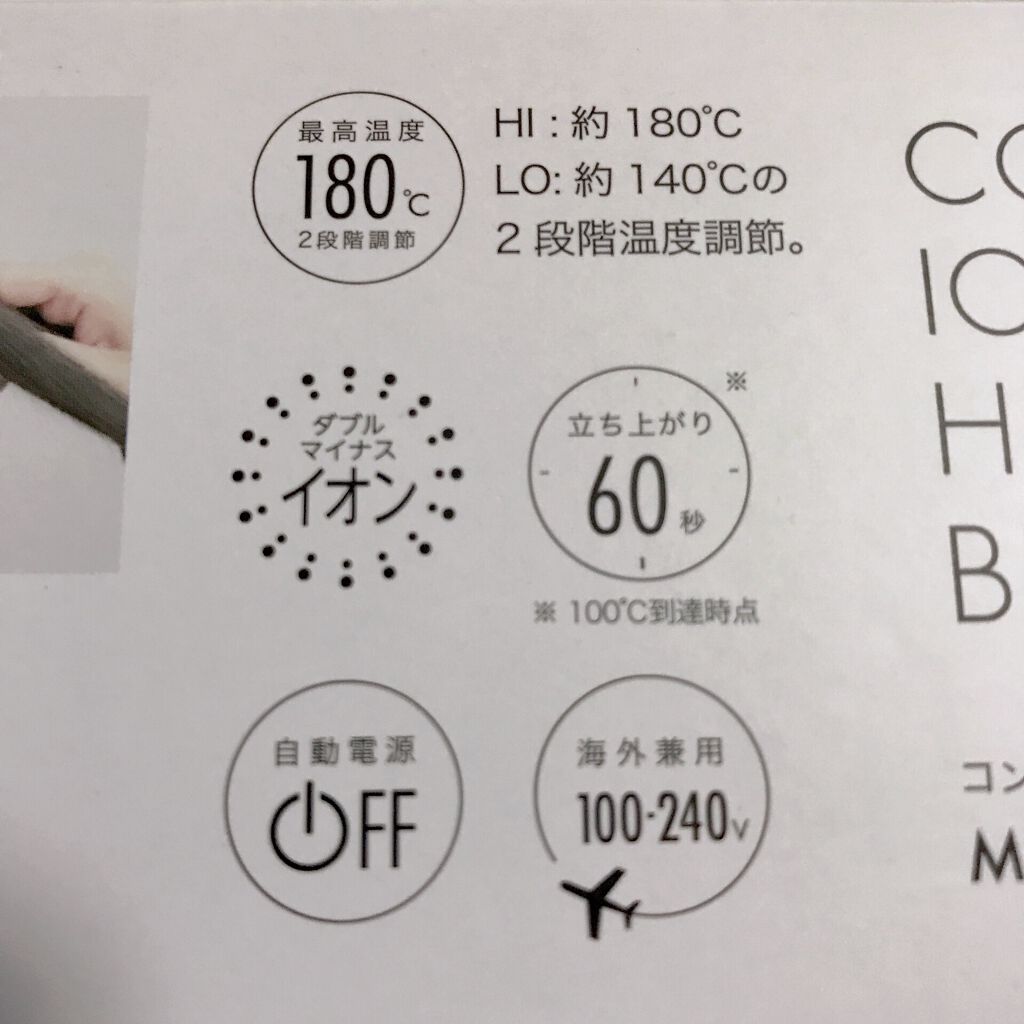 最高温度
180℃
2段階調節
HI : 約 180℃
LO: 約 140℃の
2 段階温度調節。
ダブル
マイナス
イオン
※
立ち上がり
60秒
※ 100℃到達時点
自動電源
OFF
海外兼用
100-240V